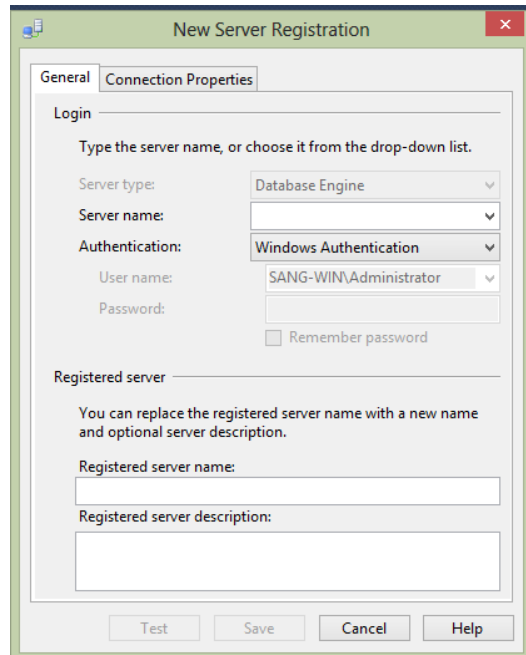 New Server Registration
General Connection Properties
Login
Type the server name, or choose it from the drop-down list.
Server type: Database Engine
Server name:
Authentication: Windows Authentication
User name: SANG-WIN\Administrator
Password:
Remember password
Registered server
You can replace the registered server name with a new name
and optional server description.
Registered server name:
Registered server description:
Test Save Cancel Help